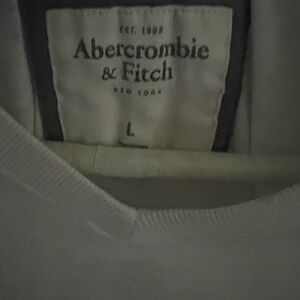 EST. 1892
Abercrombie
& Fitch
NEW YORK
L